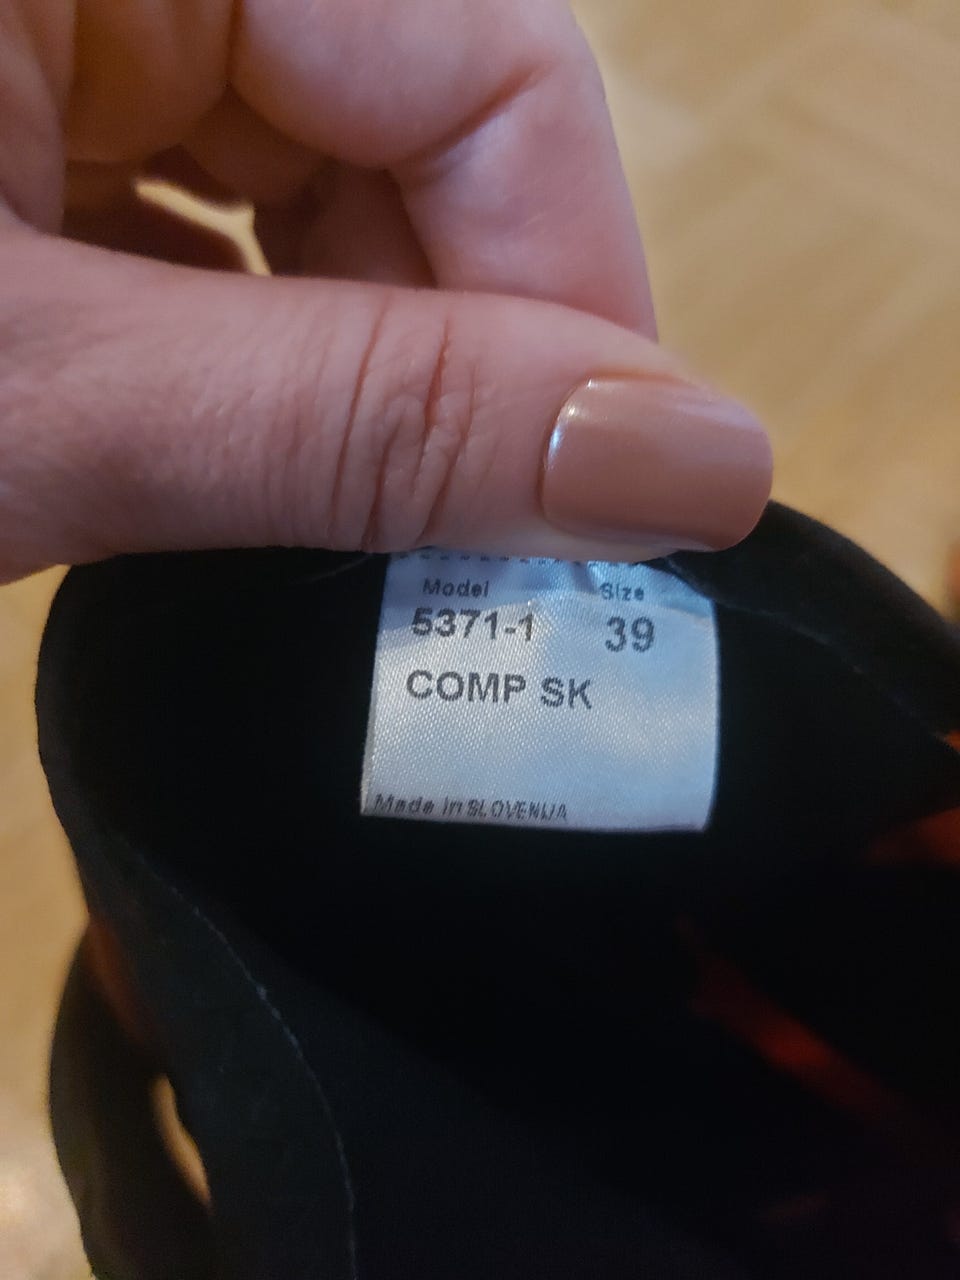 Model Size
5371-1 39
COMP SK
Made in SLOVENIJA